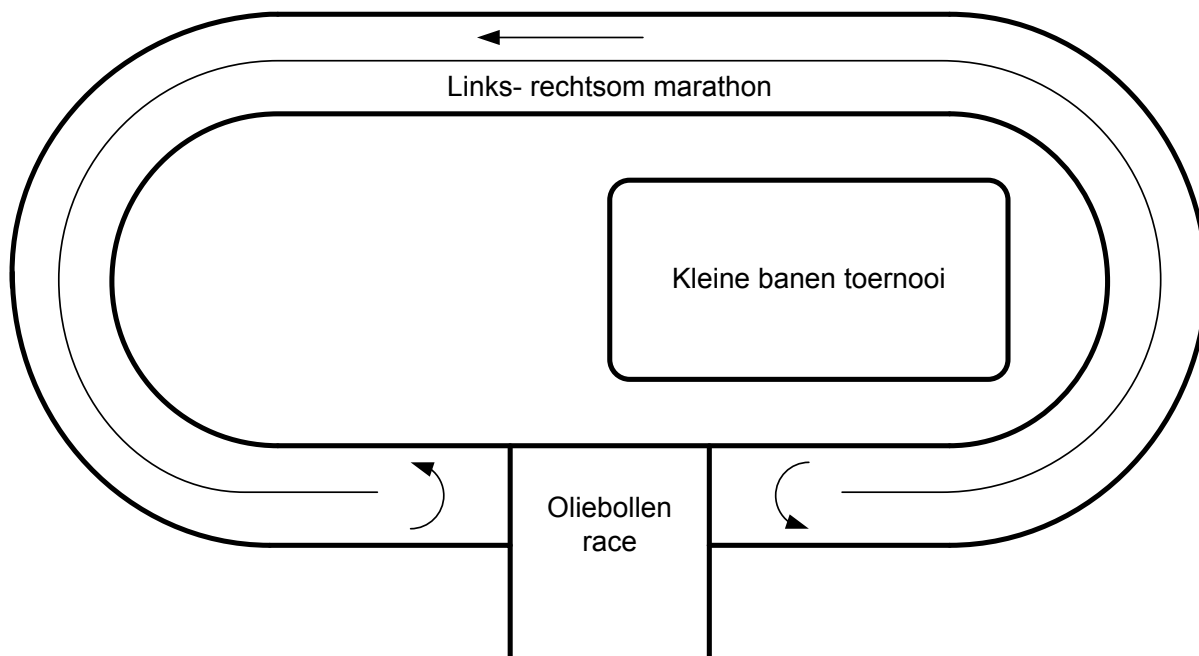 Links- rechtsom marathon
Kleine banen toernooi
Oliebollen
race